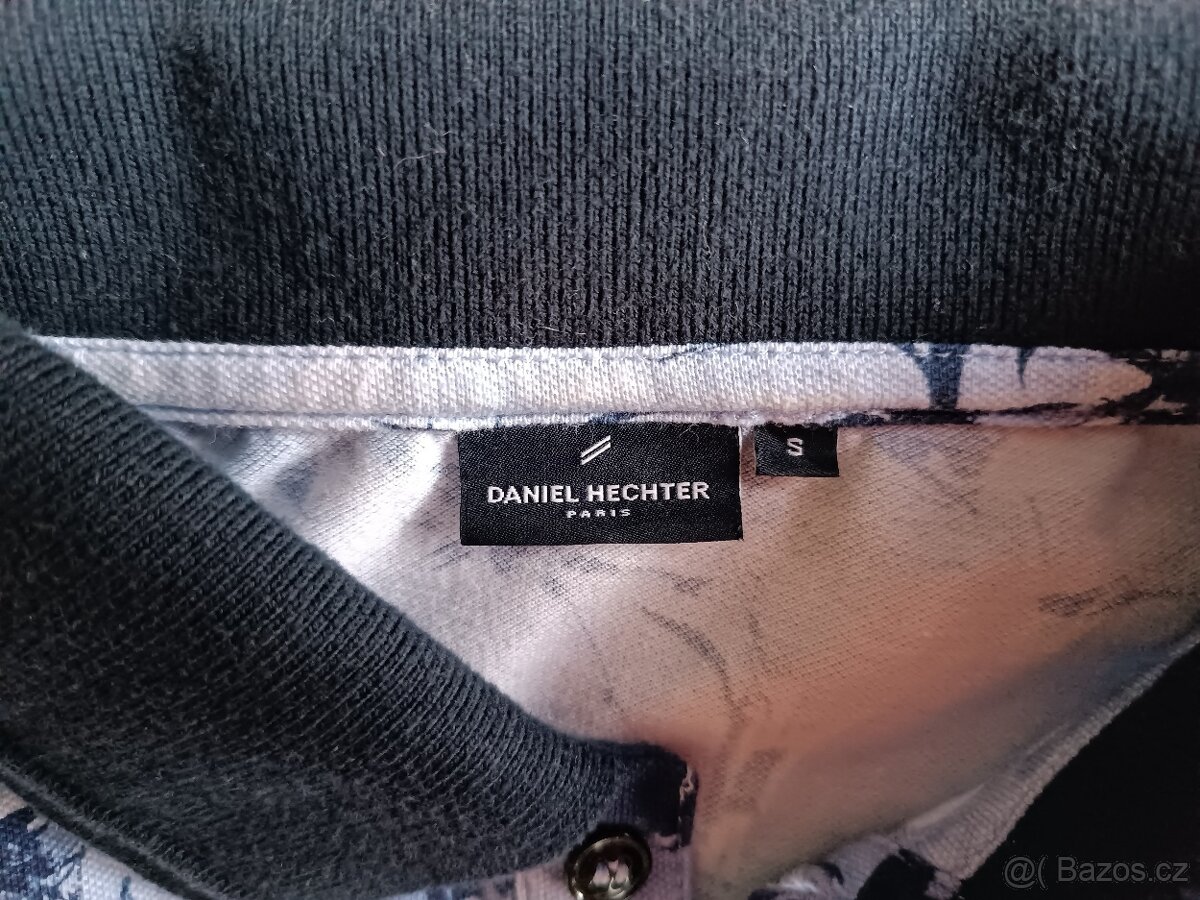 S
DANIEL HECHTER
PARIS
@( Bazos.cz